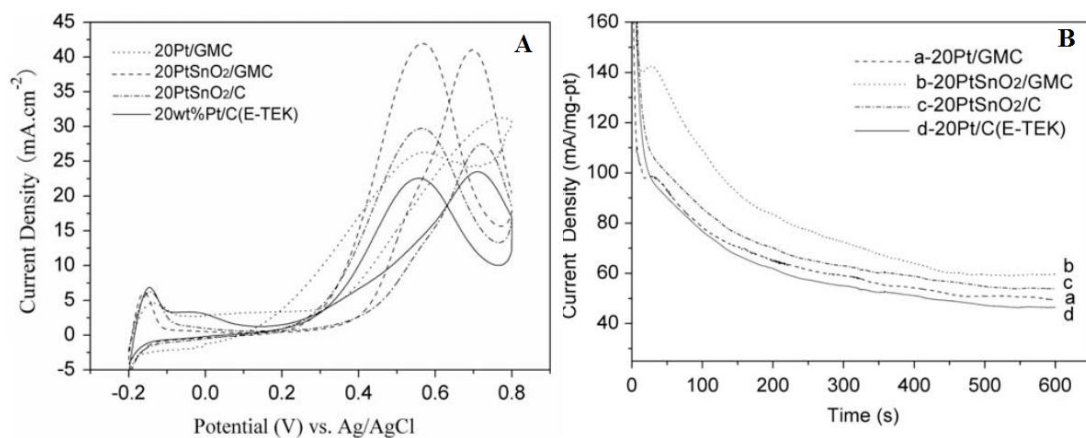 A
45
40
35
30
25
20
15
10
5
0
-5
Current Density (mA.cm-2)
20Pt/GMC
20PtSnO2/GMC
20PtSnO2/C
20wt%Pt/C(E-TEK)
-0.2 0.0 0.2 0.4 0.6 0.8
Potential (V) vs. Ag/AgCl
B
160
140
120
100
80
60
40
Current Density (mA/mg-pt)
a-20Pt/GMC
b-20PtSnO2/GMC
c-20PtSnO2/C
d-20Pt/C(E-TEK)
b
c
a
d
0 100 200 300 400 500 600
Time (s)